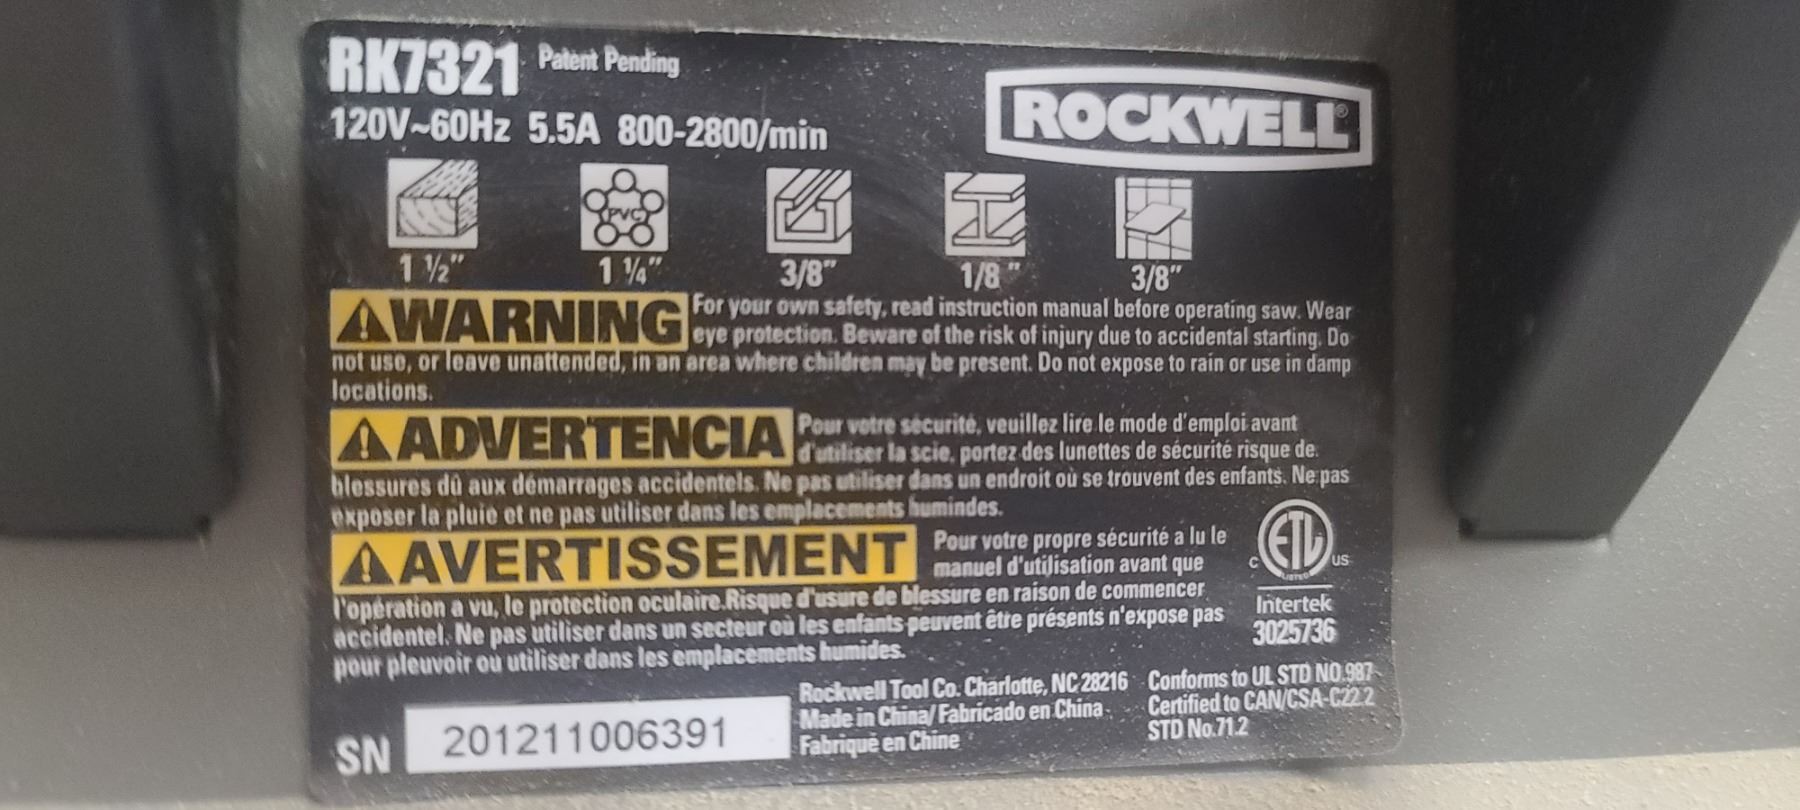 RK7321 Patent Pending
ROCKWELL®
120V~60Hz 5.5A 800-2800/min
PVC
1 ½" 1 ¼" 3/8" 1/8 " 3/8"
WARNING For your own safety, read instruction manual before operating saw. Wear
eye protection. Beware of the risk of injury due to accidental starting. Do
not use, or leave unattended, in an area where children may be present. Do not expose to rain or use in damp
locations.
ADVERTENCIA Pour votre sécurité, veuillez lire le mode d'emploi avant
d'utiliser la scie, portez des lunettes de sécurité risque de.
blessures dû aux démarrages accidentels. Ne pas utiliser dans un endroit où se trouvent des enfants. Ne pas
exposer la pluie et ne pas utiliser dans les emplacements humindes.
AVERTISSEMENT Pour votre propre sécurité a lu le
manuel d'utilisation avant que
l'opération a vu, le protection oculaire.Risque d'usure de blessure en raison de commencer
accidentel. Ne pas utiliser dans un secteur où les enfants peuvent être présents n'expose pas
pour pleuvoir ou utiliser dans les emplacements humides.
C ETL US
LISTED
Intertek
3025736
Rockwell Tool Co. Charlotte, NC 28216
Made in China/ Fabricado en China
Fabriqué en Chine
Conforms to UL STD NO.987
Certified to CAN/CSA-C22.2
STD No.71.2
SN 201211006391